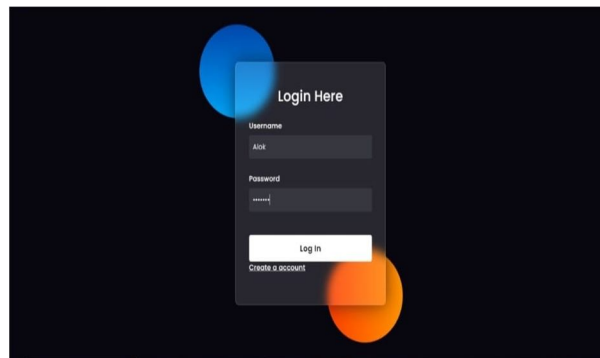 Login Here
Username
Alok
Password
•••••••
Log In
Create a account